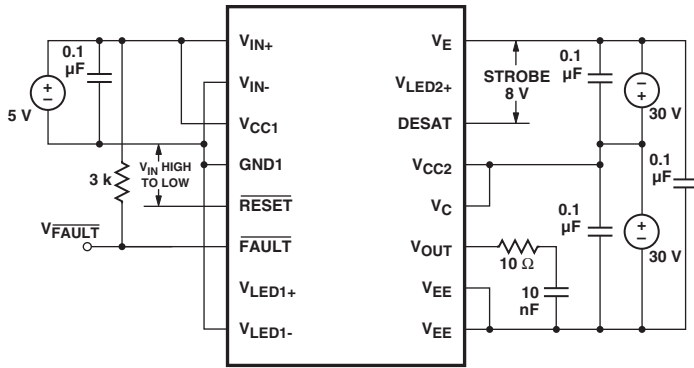 0.1
µF
5 V
+
–
3 k
V_IN HIGH
TO LOW
V_FAULT
V_IN+
V_IN-
V_CC1
GND1
RESET
FAULT
V_LED1+
V_LED1-
V_E
V_LED2+
DESAT
V_CC2
V_C
V_OUT
V_EE
V_EE
STROBE
8 V
10 Ω
10
nF
0.1
µF
0.1
µF
–
+
30 V
+
–
30 V
0.1
µF